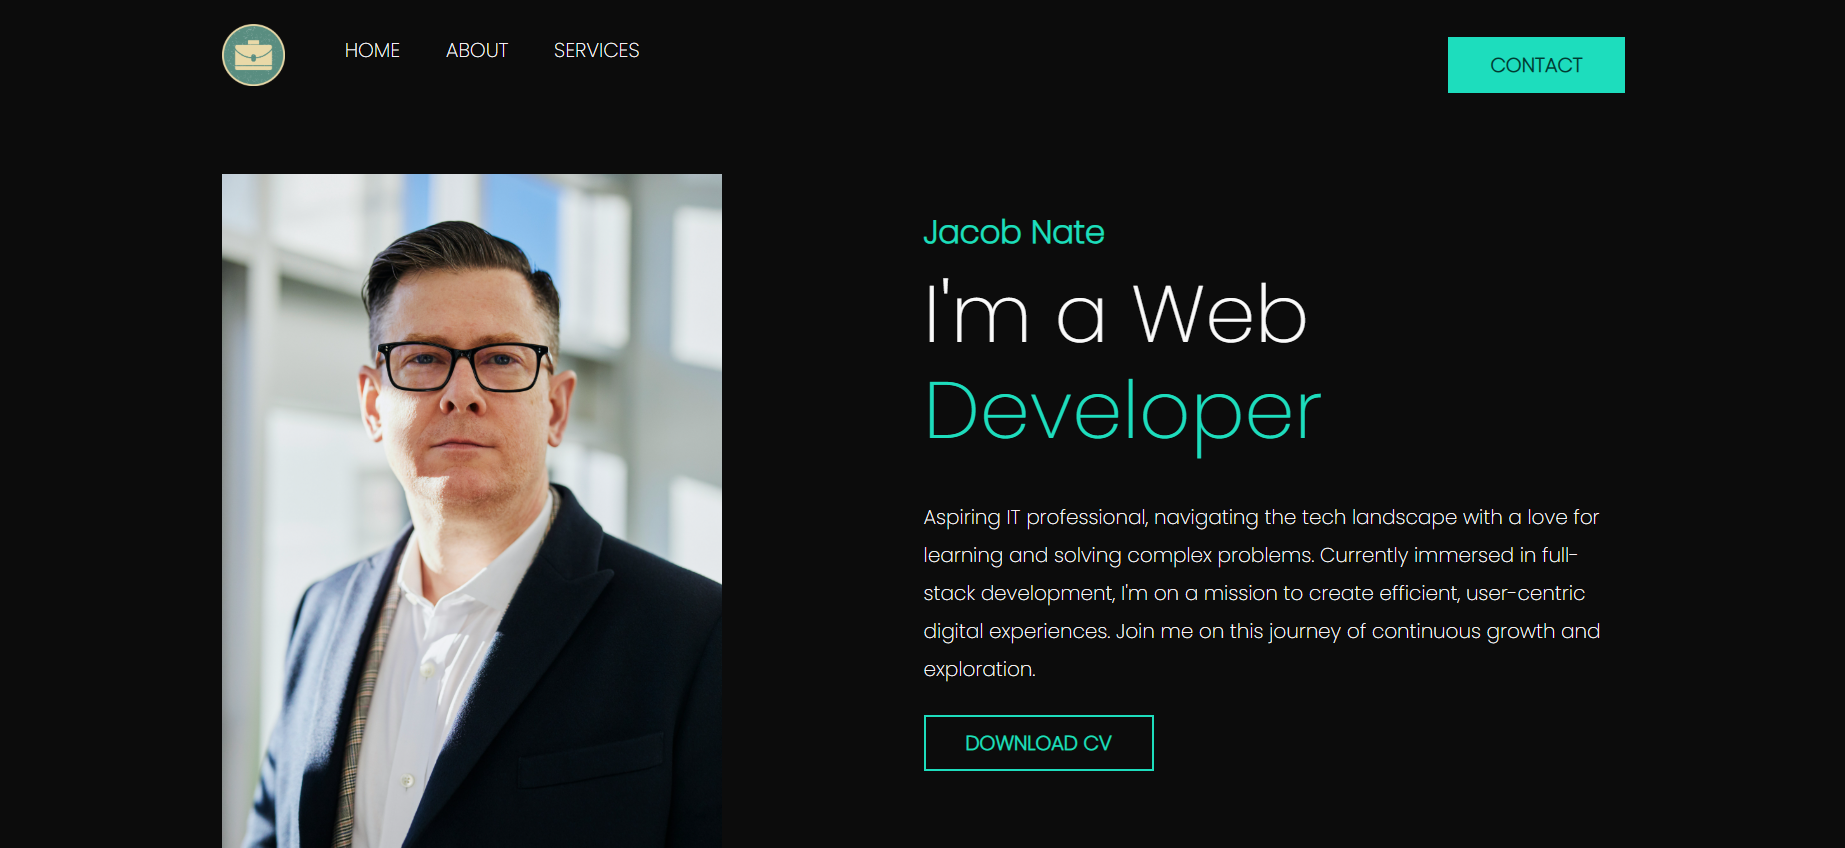 HOME ABOUT SERVICES
CONTACT
Jacob Nate
I'm a Web
Developer
Aspiring IT professional, navigating the tech landscape with a love for
learning and solving complex problems. Currently immersed in full-
stack development, I'm on a mission to create efficient, user-centric
digital experiences. Join me on this journey of continuous growth and
exploration.
DOWNLOAD CV